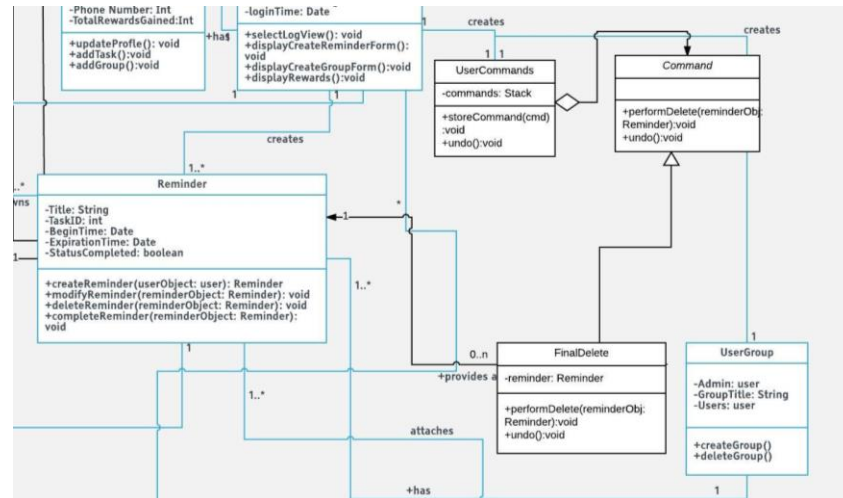 -Phone Number: Int
-TotalRewardsGained:Int
+updateProfle(): void
+addTask():void
+addGroup():void
+has
1
-loginTime: Date
+selectLogView(): void
+displayCreateReminderForm():
void
+displayCreateGroupForm():void
+displayRewards():void
1
creates
creates
1
1
UserCommands
-commands: Stack
+storeCommand(cmd)
:void
+undo():void
Command
+performDelete(reminderObj:
Reminder):void
+undo():void
1
1
creates
1..*
*
Reminder
-Title: String
-TaskID: int
-BeginTime: Date
-ExpirationTime: Date
-StatusCompleted: boolean
+createReminder(userObject: user): Reminder
+modifyReminder(reminderObject: Reminder): void
+deleteReminder(reminderObject: Reminder): void
+completeReminder(reminderObject: Reminder):
void
..*
wns
1
1
1..*
0..n
+provides a
FinalDelete
-reminder: Reminder
+performDelete(reminderObj:
Reminder):void
+undo():void
1
UserGroup
-Admin: user
-GroupTitle: String
-Users: user
+createGroup()
+deleteGroup()
1
1..*
attaches
+has
1